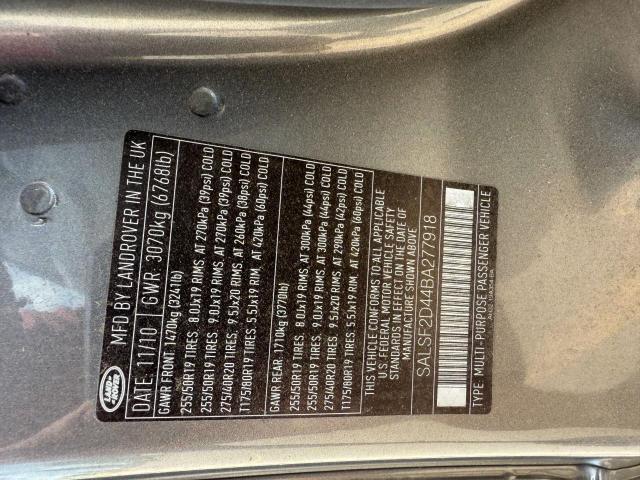 LAND-
ROVER
MFD BY LANDROVER IN THE UK
DATE: 11/10 GWR 3070kg (6768lb)
GAWR FRONT 1470kg (3241lb)
255/50R19 TIRES 8.0Jx19 RIMS, AT 270kPa (39psi) COLD
255/50R19 TIRES 9.0Jx19 RIMS, AT 270kPa (39psi) COLD
275/40R20 TIRES 9.5Jx20 RIMS, AT 260kPa (38psi) COLD
T175/80R19 TIRES 5.5Jx19 RIM, AT 420kPa (60psi) COLD
GAWR REAR 1710kg (3770lb)
255/50R19 TIRES 8.0Jx19 RIMS, AT 300kPa (44psi) COLD
255/50R19 TIRES 9.0Jx19 RIMS, AT 300kPa (44psi) COLD
275/40R20 TIRES 9.5Jx20 RIMS, AT 290kPa (42psi) COLD
T175/80R19 TIRES 5.5Jx19 RIM, AT 420kPa (60psi) COLD
THIS VEHICLE CONFORMS TO ALL APPLICABLE
U.S. FEDERAL MOTOR VEHICLE SAFETY
STANDARDS IN EFFECT ON THE DATE OF
MANUFACTURE SHOWN ABOVE
SALSF2D44BA277918
TYPE: MULTI-PURPOSE PASSENGER VEHICLE